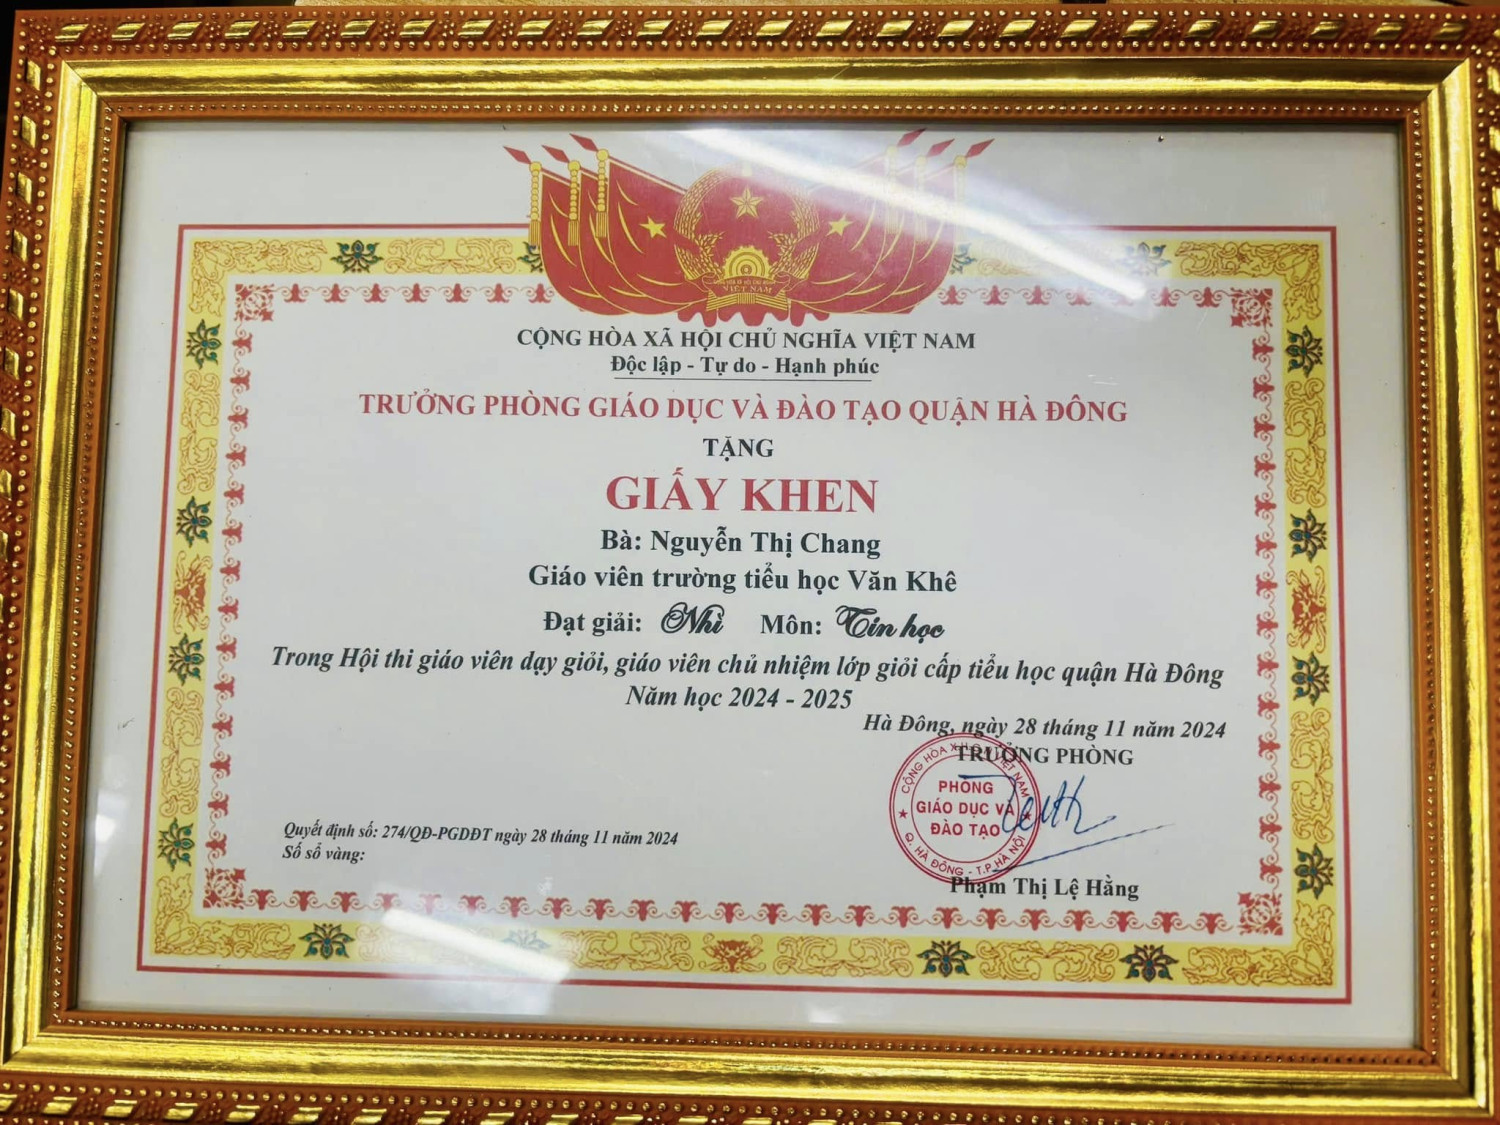 CỘNG HÒA XÃ HỘI CHỦ NGHĨA VIỆT NAM
Độc lập - Tự do - Hạnh phúc
TRƯỞNG PHÒNG GIÁO DỤC VÀ ĐÀO TẠO QUẬN HÀ ĐÔNG
TẶNG
GIẤY KHEN
Bà: Nguyễn Thị Chang
Giáo viên trường tiểu học Văn Khê
Đạt giải: Nhì Môn: Tin học
Trong Hội thi giáo viên dạy giỏi, giáo viên chủ nhiệm lớp giỏi cấp tiểu học quận Hà Đông
Năm học 2024 - 2025
Hà Đông, ngày 28 tháng 11 năm 2024
TRƯỞNG PHÒNG
PHÒNG
GIÁO DỤC VÀ
ĐÀO TẠO
Q. HÀ ĐÔNG - T.P HÀ NỘI
Phạm Thị Lệ Hằng
Quyết định số: 274/QĐ-PGDĐT ngày 28 tháng 11 năm 2024
Số sổ vàng: